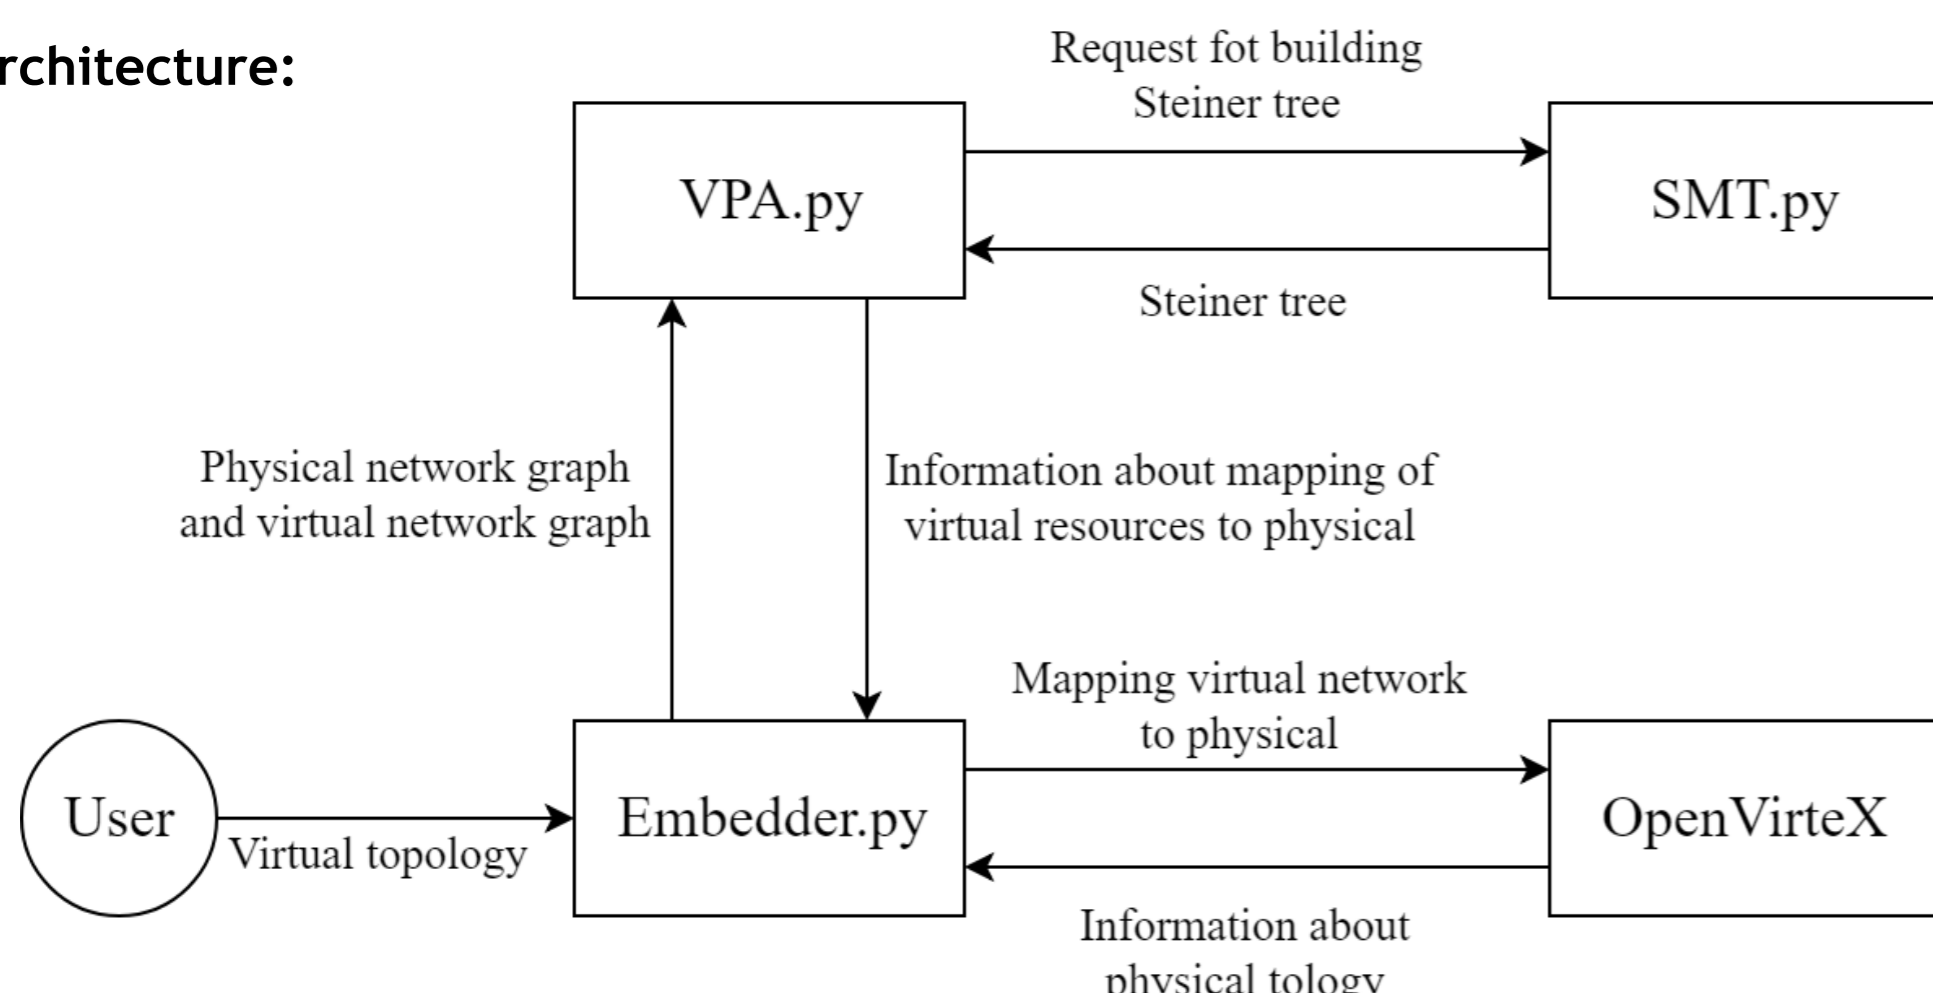 rchitecture:
Request fot building
Steiner tree
VPA.py
SMT.py
Steiner tree
Physical network graph
and virtual network graph
Information about mapping of
virtual resources to physical
Mapping virtual network
to physical
User
Virtual topology
Embedder.py
OpenVirteX
Information about
physical tology